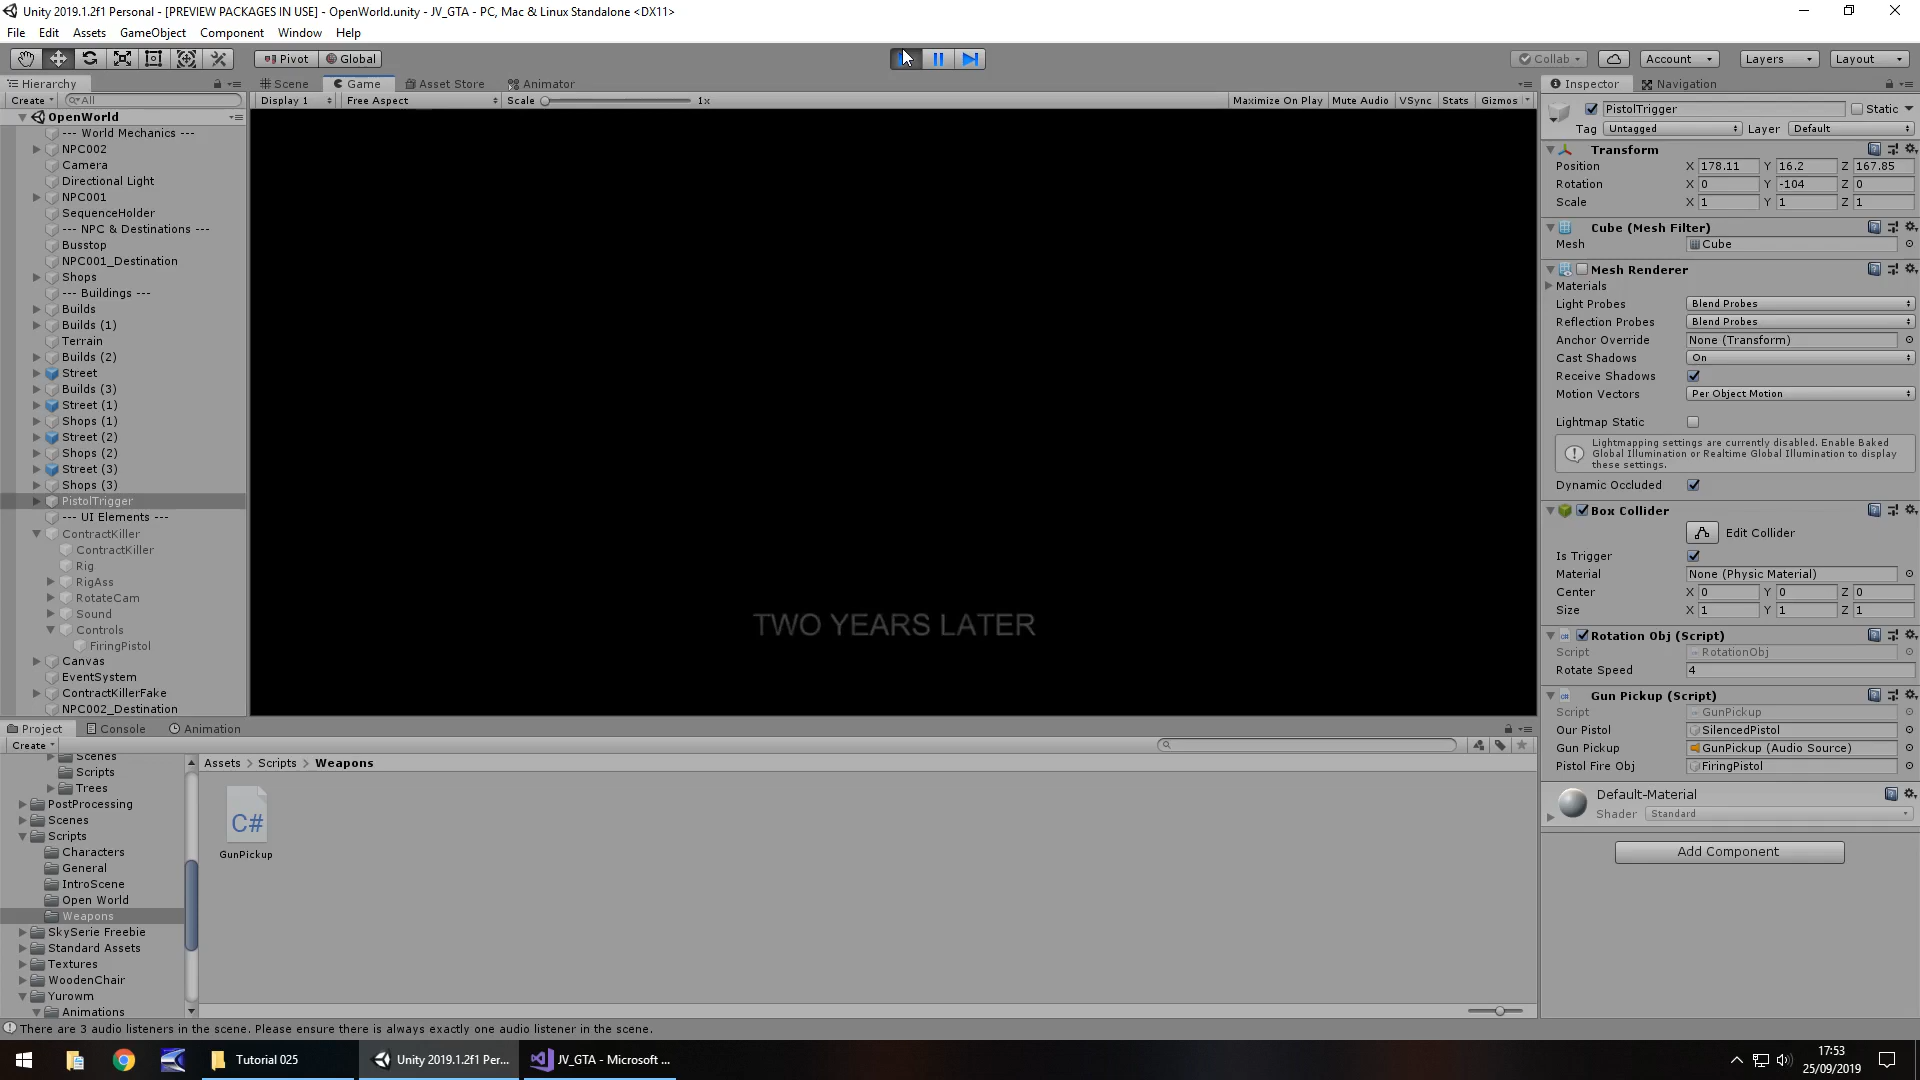 Unity 2019.1.2f1 Personal - [PREVIEW PACKAGES IN USE] - OpenWorld.unity - JV_GTA - PC, Mac & Linux Standalone <DX11>
File Edit Assets GameObject Component Window Help
Pivot Global Collab Account Layers Layout
Hierarchy Scene Game Asset Store Animator Inspector Navigation
Create All Display 1 Free Aspect Scale 1x Maximize On Play Mute Audio VSync Stats Gizmos
OpenWorld
--- World Mechanics ---
NPC002
Camera
Directional Light
NPC001
SequenceHolder
--- NPC & Destinations ---
Busstop
NPC001_Destination
Shops
--- Buildings ---
Builds
Builds (1)
Terrain
Builds (2)
Street
Builds (3)
Street (1)
Shops (1)
Street (2)
Shops (2)
Street (3)
Shops (3)
PistolTrigger
--- UI Elements ---
ContractKiller
ContractKiller
Rig
RigAss
RotateCam
Sound
Controls
FiringPistol
Canvas
EventSystem
ContractKillerFake
NPC002_Destination
TWO YEARS LATER
PistolTrigger Static
Tag Untagged Layer Default
Transform
Position X 178.11 Y 16.2 Z 167.85
Rotation X 0 Y -104 Z 0
Scale X 1 Y 1 Z 1
Cube (Mesh Filter)
Mesh Cube
Mesh Renderer
Materials
Light Probes Blend Probes
Reflection Probes Blend Probes
Anchor Override None (Transform)
Cast Shadows On
Receive Shadows
Motion Vectors Per Object Motion
Lightmap Static
Lightmapping settings are currently disabled. Enable Baked
Global Illumination or Realtime Global Illumination to display
these settings.
Dynamic Occluded
Box Collider
Edit Collider
Is Trigger
Material None (Physic Material)
Center X 0 Y 0 Z 0
Size X 1 Y 1 Z 1
Rotation Obj (Script)
Script RotationObj
Rotate Speed 4
Gun Pickup (Script)
Script GunPickup
Our Pistol SilencedPistol
Gun Pickup GunPickup (Audio Source)
Pistol Fire Obj FiringPistol
Default-Material
Shader Standard
Add Component
Project Console Animation
Create
Scenes
Scripts
Trees
PostProcessing
Scenes
Scripts
Characters
General
IntroScene
Open World
Weapons
SkySerie Freebie
Standard Assets
Textures
WoodenChair
Yurowm
Animations
Assets > Scripts > Weapons
C#
GunPickup
There are 3 audio listeners in the scene. Please ensure there is always exactly one audio listener in the scene.
Tutorial 025 Unity 2019.1.2f1 Per... JV_GTA - Microsoft ...
17:53
25/09/2019